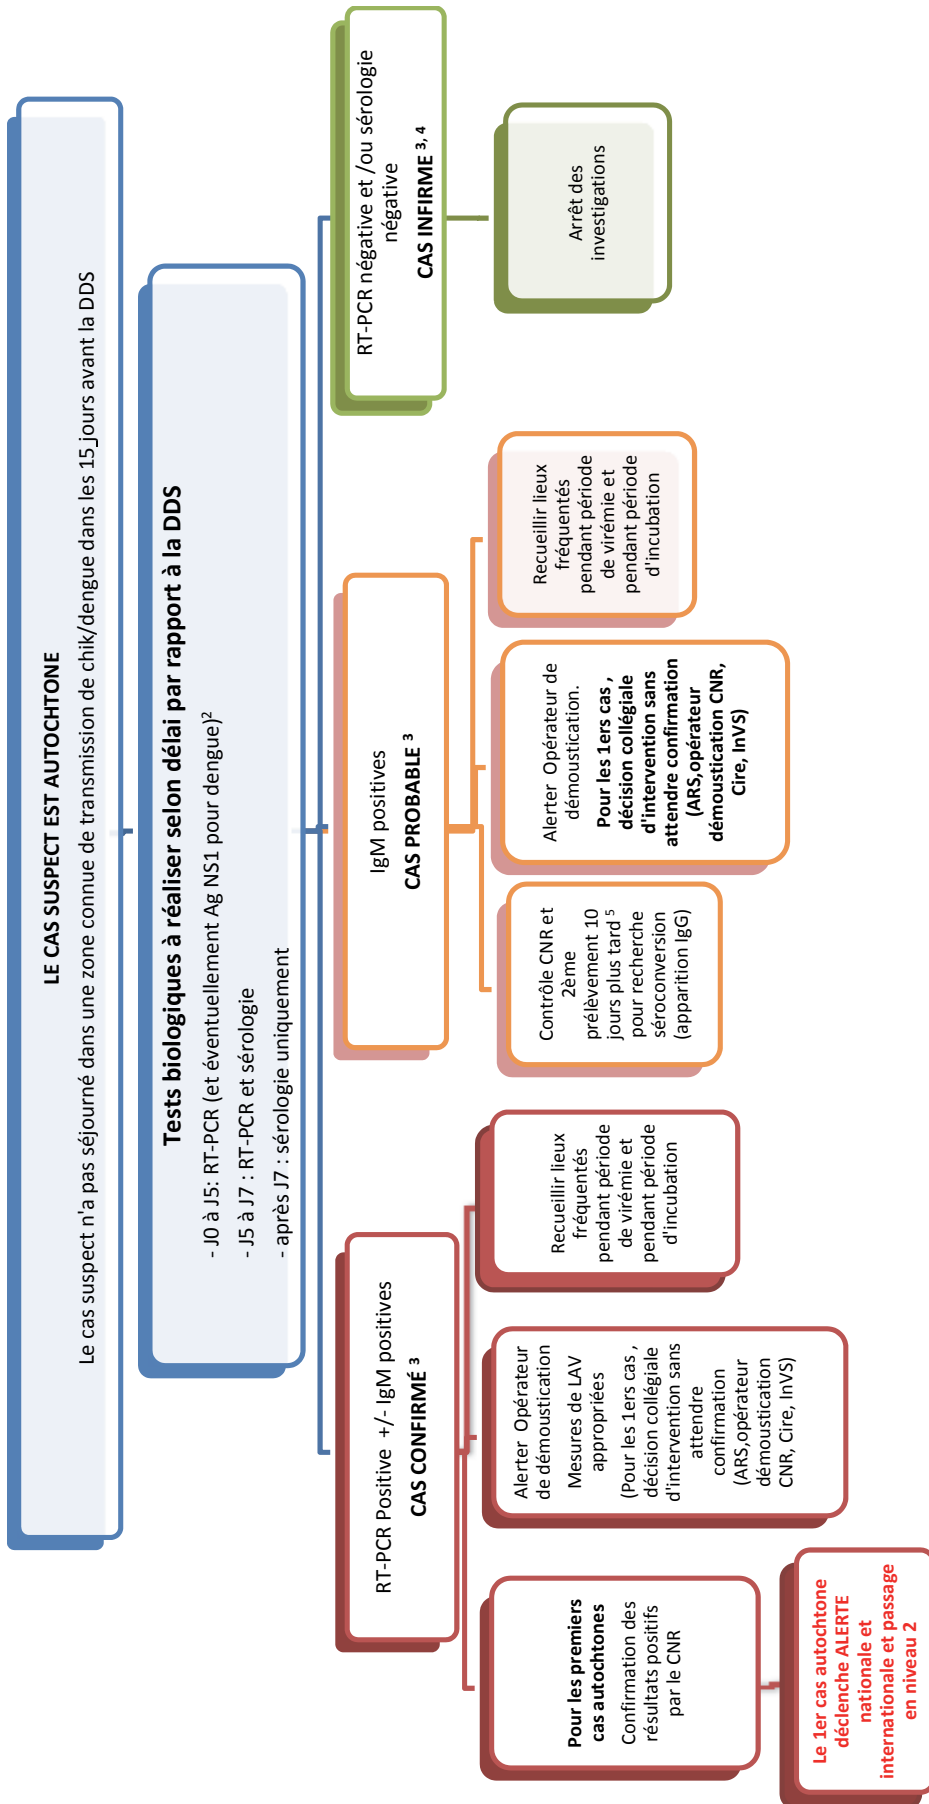 LE CAS SUSPECT EST AUTOCHTONE
Le cas suspect n'a pas séjourné dans une zone connue de transmission de chik/dengue dans les 15 jours avant la DDS
Tests biologiques à réaliser selon délai par rapport à la DDS
- J0 à J5: RT-PCR (et éventuellement Ag NS1 pour dengue)²
- J5 à J7 : RT-PCR et sérologie
- après J7 : sérologie uniquement
RT-PCR Positive +/- IgM positives
CAS CONFIRMÉ ³
Pour les premiers
cas autochtones
Confirmation des
résultats positifs
par le CNR
Le 1er cas autochtone
déclenche ALERTE
nationale et
internationale et passage
en niveau 2
Alerter Opérateur
de démoustication
Mesures de LAV
appropriées
(Pour les 1ers cas ,
décision collégiale
d'intervention sans
attendre
confirmation
(ARS,opérateur
démoustication
CNR, Cire, InVS)
Recueillir lieux
fréquentés
pendant période
de virémie et
pendant période
d'incubation
IgM positives
CAS PROBABLE ³
Contrôle CNR et
2ème
prélèvement 10
jours plus tard ⁵
pour recherche
séroconversion
(apparition IgG)
Alerter Opérateur de
démoustication.
Pour les 1ers cas ,
décision collégiale
d'intervention sans
attendre confirmation
(ARS,opérateur
démoustication CNR,
Cire, InVS)
Recueillir lieux
fréquentés
pendant période
de virémie et
pendant période
d'incubation
RT-PCR négative et /ou sérologie
négative
CAS INFIRME ³, ⁴
Arrêt des
investigations